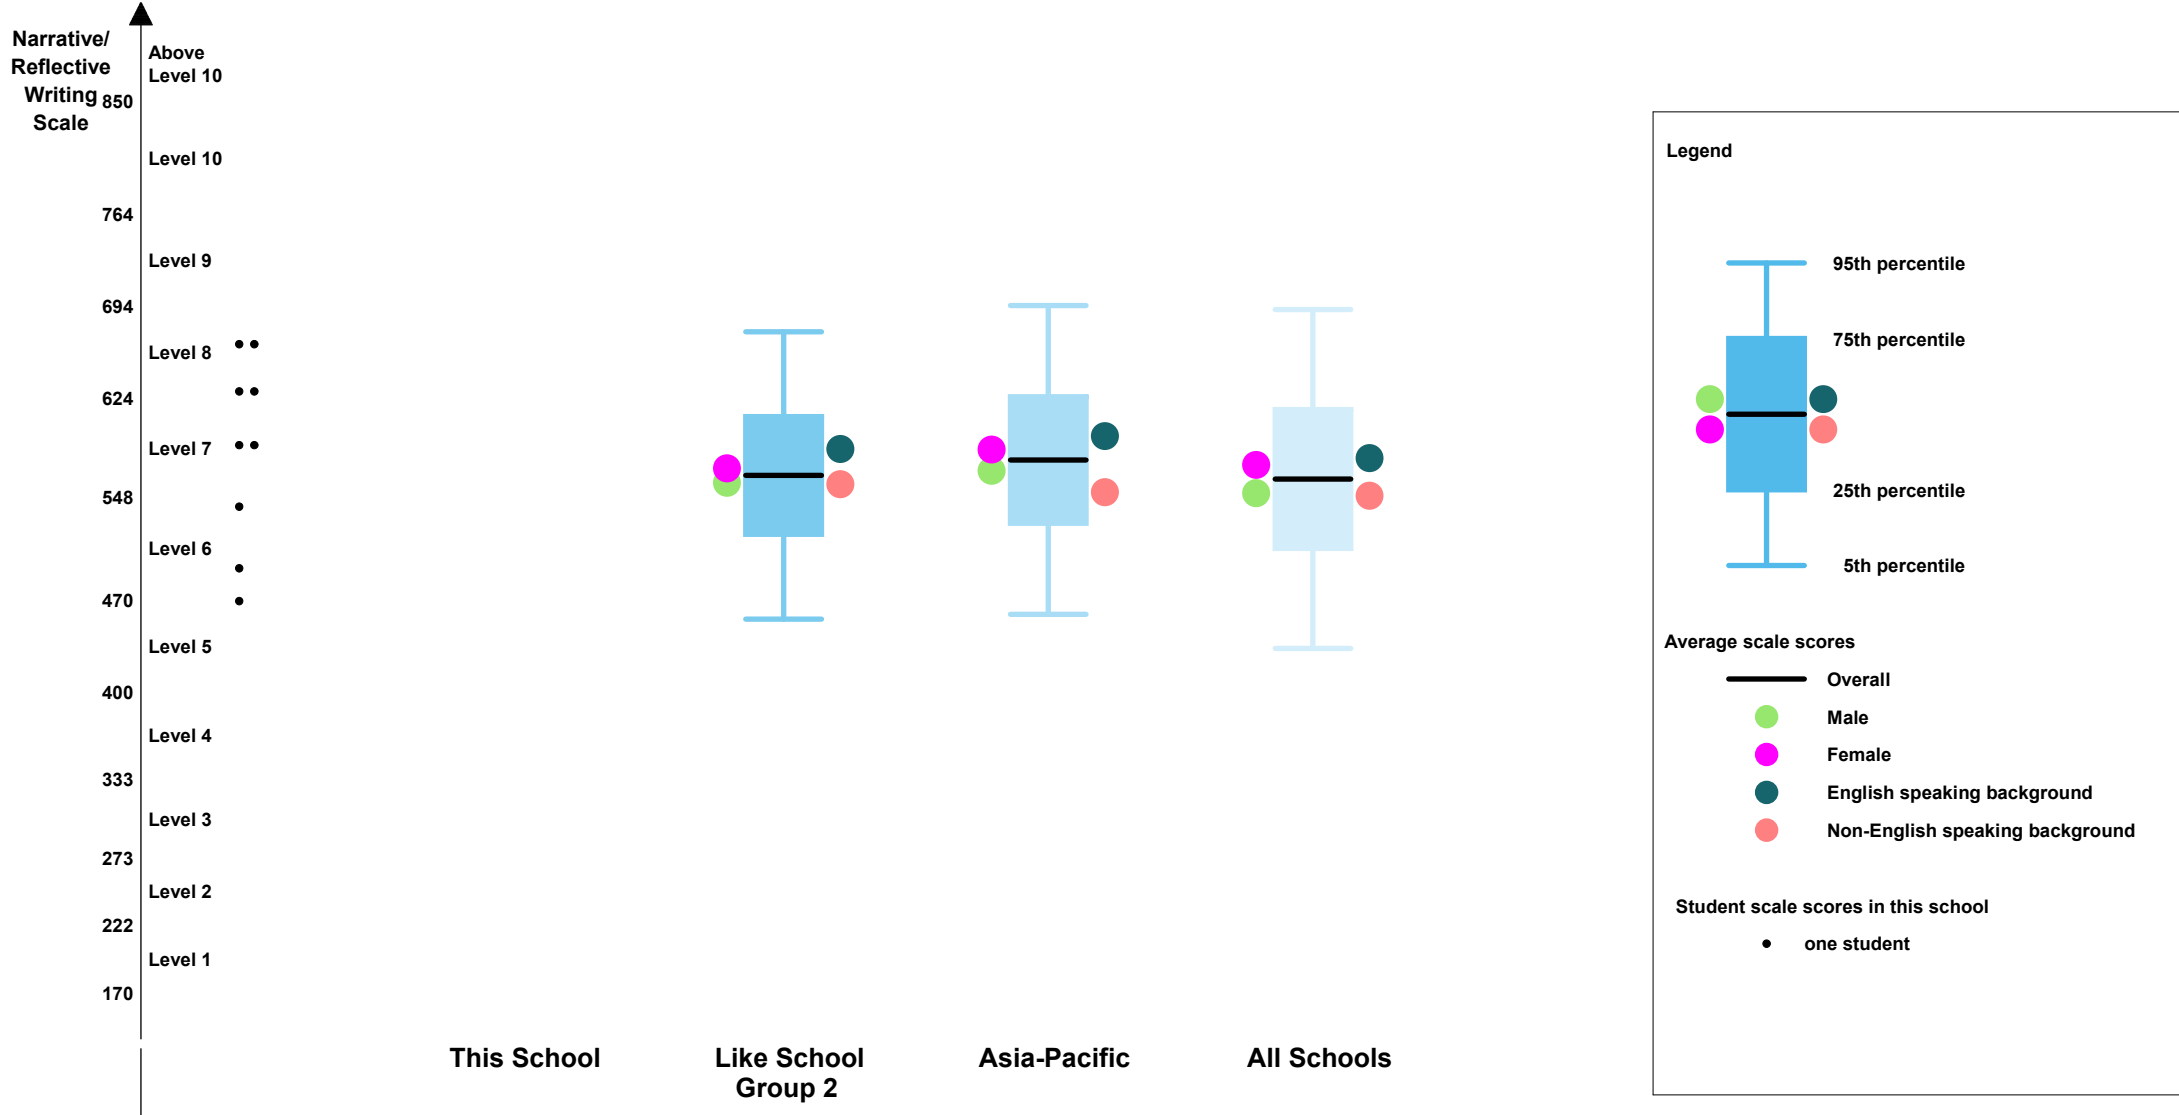 Narrative/
Reflective
Writing
Scale
Above
Level 10
850
Level 10
764
Level 9
694
Level 8
624
Level 7
548
Level 6
470
Level 5
400
Level 4
333
Level 3
273
Level 2
222
Level 1
170
This School
Like School
Group 2
Asia-Pacific
All Schools
Legend
95th percentile
75th percentile
25th percentile
5th percentile
Average scale scores
Overall
Male
Female
English speaking background
Non-English speaking background
Student scale scores in this school
one student